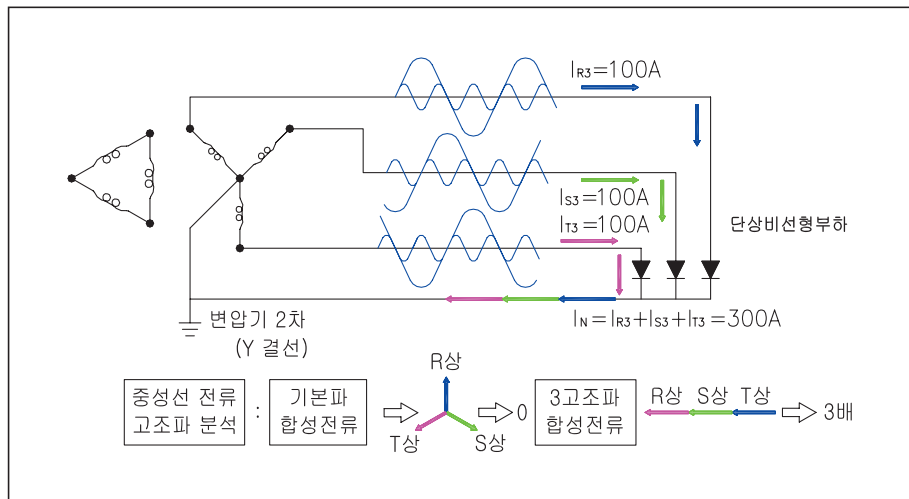 IR3=100A
IS3=100A
IT3=100A
단상비선형부하
IN=IR3+IS3+IT3=300A
변압기 2차
(Y 결선)
중성선 전류
고조파 분석
:
기본파
합성전류
R상
T상
S상
0
3고조파
합성전류
R상 S상 T상
3배